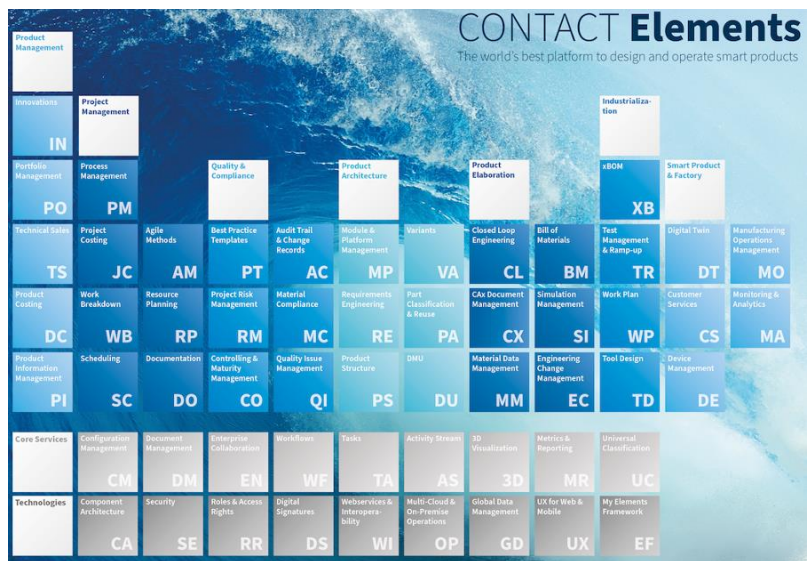 CONTACT Elements
The world's best platform to design and operate smart products
Product
Management
Innovations
IN
Project
Management
Industrializa-
tion
Portfolio
Management
PO
Process
Management
PM
Quality &
Compliance
Product
Architecture
Product
Elaboration
xBOM
XB
Smart Product
& Factory
Technical Sales
TS
Project
Costing
JC
Agile
Methods
AM
Best Practice
Templates
PT
Audit Trail
& Change
Records
AC
Module &
Platform
Management
MP
Variants
VA
Closed Loop
Engineering
CL
Bill of
Materials
BM
Test
Management
& Ramp-up
TR
Digital Twin
DT
Manufacturing
Operations
Management
MO
Product
Costing
DC
Work
Breakdown
WB
Resource
Planning
RP
Project Risk
Management
RM
Material
Compliance
MC
Requirements
Engineering
RE
Part
Classification
& Reuse
PA
CAx Document
Management
CX
Simulation
Management
SI
Work Plan
WP
Customer
Services
CS
Monitoring &
Analytics
MA
Product
Information
Management
PI
Scheduling
SC
Documentation
DO
Controlling &
Maturity
Management
CO
Quality Issue
Management
QI
Product
Structure
PS
DMU
DU
Material Data
Management
MM
Engineering
Change
Management
EC
Tool Design
TD
Device
Management
DE
Core Services
Configuration
Management
CM
Document
Management
DM
Enterprise
Collaboration
EN
Workflows
WF
Tasks
TA
Activity Stream
AS
3D
Visualization
3D
Metrics &
Reporting
MR
Universal
Classification
UC
Technologies
Component
Architecture
CA
Security
SE
Roles & Access
Rights
RR
Digital
Signatures
DS
Webservices &
Interopera-
bility
WI
Multi-Cloud &
On-Premise
Operations
OP
Global Data
Management
GD
UX for Web &
Mobile
UX
My Elements
Framework
EF